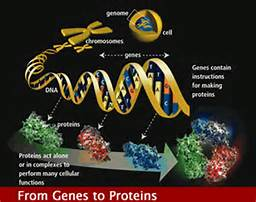 genome
cell
chromosomes
genes
Genes contain
instructions
for making
proteins
DNA
proteins
Proteins act alone
or in complexes to
perform many cellular
functions
From Genes to Proteins